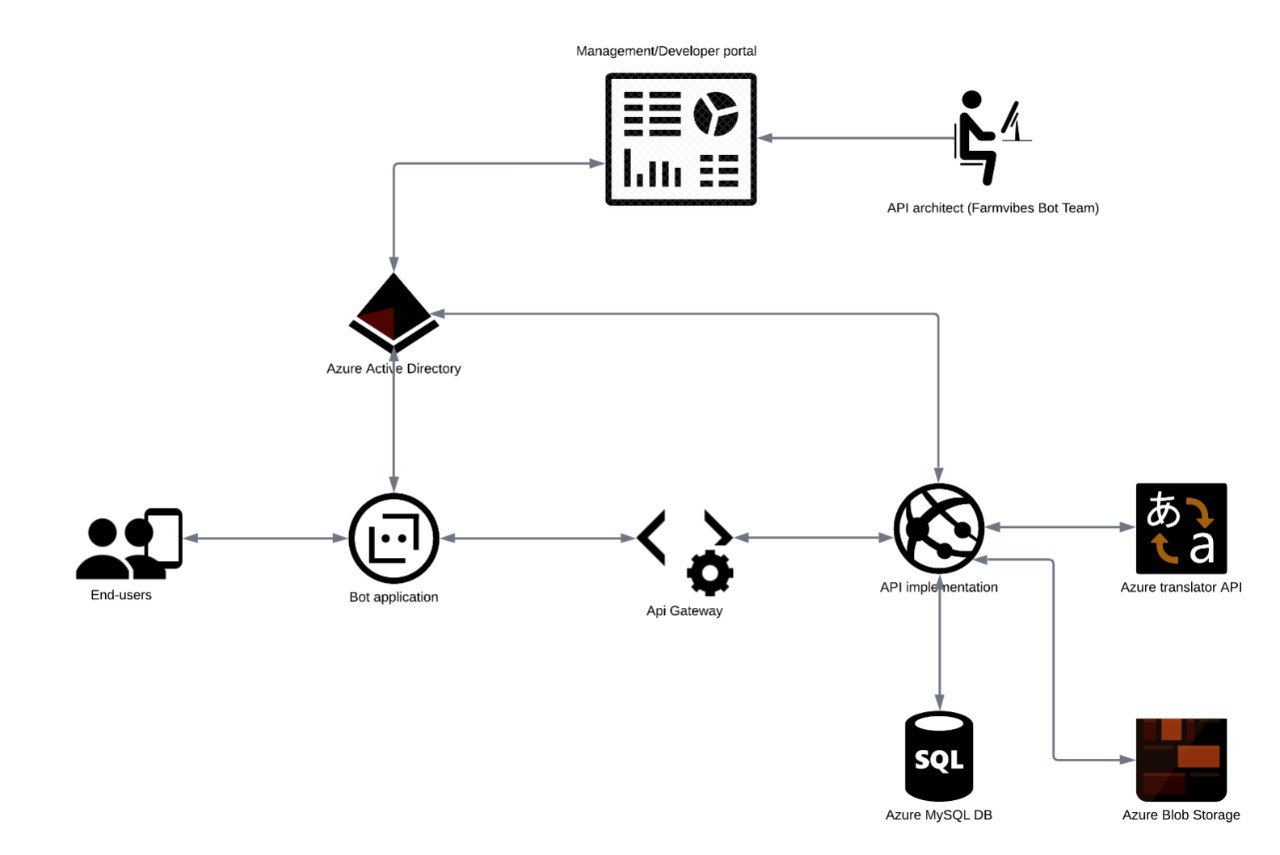 Management/Developer portal
API architect (Farmvibes Bot Team)
Azure Active Directory
End-users
Bot application
Api Gateway
API implementation
あ
a
Azure translator API
SQL
Azure MySQL DB
Azure Blob Storage